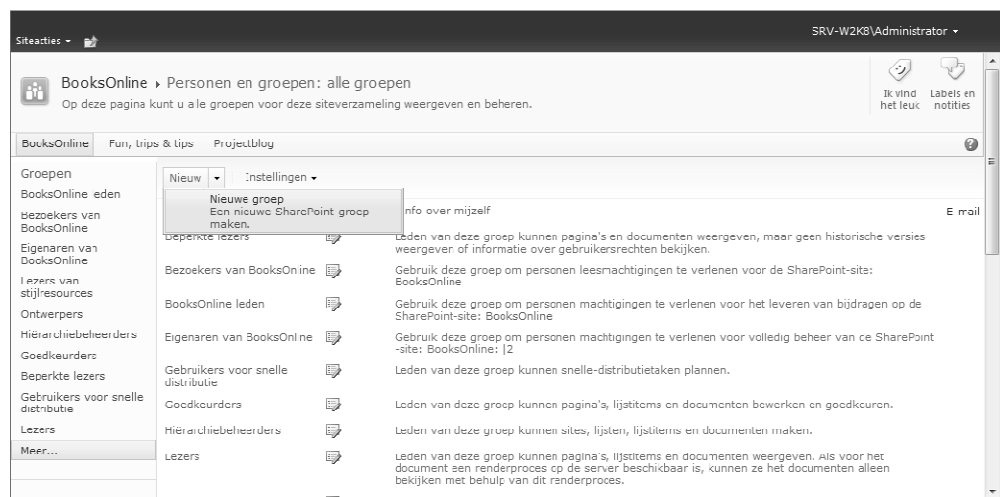 SRV-W2K8\Administrator
Siteacties
BooksOnline › Personen en groepen: alle groepen
Op deze pagina kunt u alle groepen voor deze siteverzameling weergeven en beheren.
Ik vind het leuk
Labels en notities
BooksOnline Fun, trips & tips Projectblog
Groepen
BooksOnline leden
Bezoekers van
BooksOnline
Eigenaren van
BooksOnline
Lezers van
stijlresources
Ontwerpers
Hiërarchiebeheerders
Goedkeurders
Beperkte lezers
Gebruikers voor snelle
distributie
Lezers
Meer...
Nieuw Instellingen
Nieuwe groep
Een nieuwe SharePoint groep
maken.
Info over mijzelf E-mail
Beperkte lezers
Leden van deze groep kunnen pagina's en documenten weergeven, maar geen historische versies
weergeven of informatie over gebruikersrechten bekijken.
Bezoekers van BooksOnline
Gebruik deze groep om personen leesmachtigingen te verlenen voor de SharePoint-site:
BooksOnline
BooksOnline leden
Gebruik deze groep om personen machtigingen te verlenen voor het leveren van bijdragen op de
SharePoint-site: BooksOnline
Eigenaren van BooksOnline
Gebruik deze groep om personen machtigingen te verlenen voor volledig beheer van de SharePoint
-site: BooksOnline: |2
Gebruikers voor snelle
distributie
Leden van deze groep kunnen snelle-distributietaken plannen.
Goedkeurders
Leden van deze groep kunnen pagina's, lijstitems en documenten bewerken en goedkeuren.
Hiërarchiebeheerders
Leden van deze groep kunnen sites, lijsten, lijstitems en documenten maken.
Lezers
Leden van deze groep kunnen pagina's, lijstitems en documenten weergeven. Als voor het
document een renderproces op de server beschikbaar is, kunnen ze het documenten alleen
bekijken met behulp van dit renderproces.